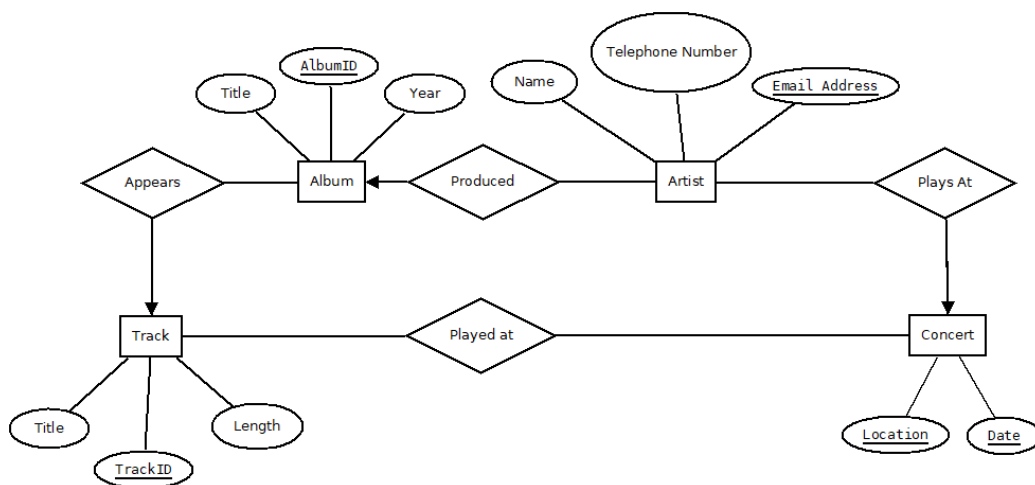 Telephone Number
AlbumID
Name
Email Address
Title
Year
Appears
Album
Produced
Artist
Plays At
Track
Played at
Concert
Title
Length
Location
Date
TrackID